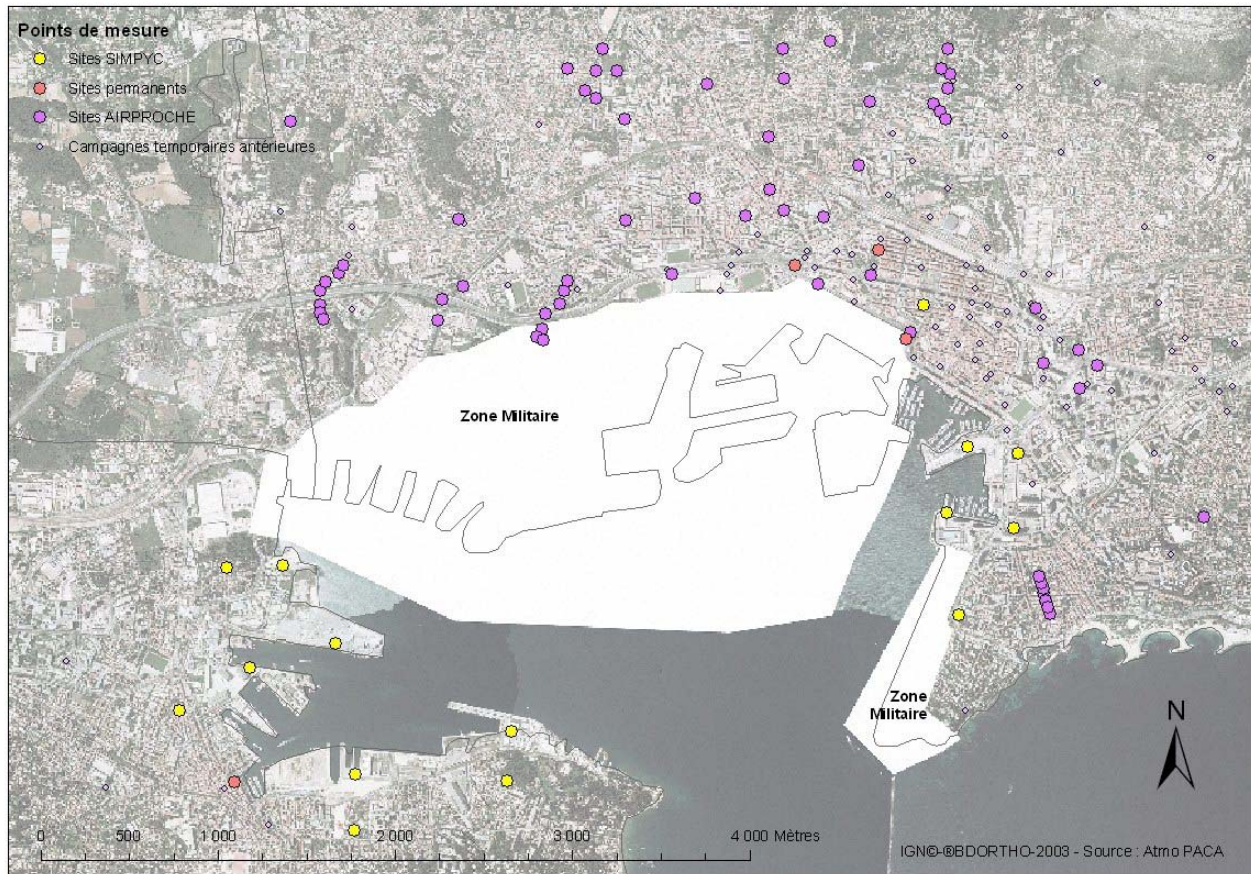 Points de mesure
Sites SIMPYC
Sites permanents
Sites AIRPROCHE
Campagnes temporaires antérieures
Zone Militaire
Zone
Militaire
N
0 500 1 000 2 000 3 000 4 000 Mètres
IGN©-®BDORTHO-2003 - Source : Atmo PACA